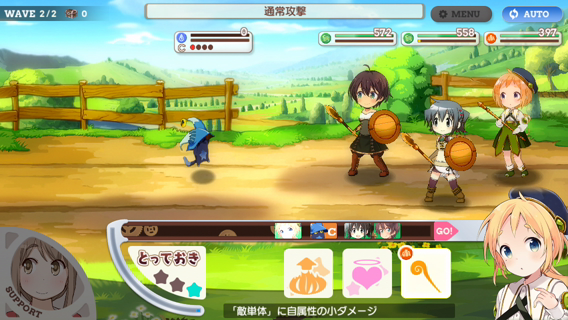 WAVE 2/2 0
通常攻撃
MENU
AUTO
0
C
572
558
397
C
GO!
とっておき
SUPPORT
「敵単体」に自属性の小ダメージ